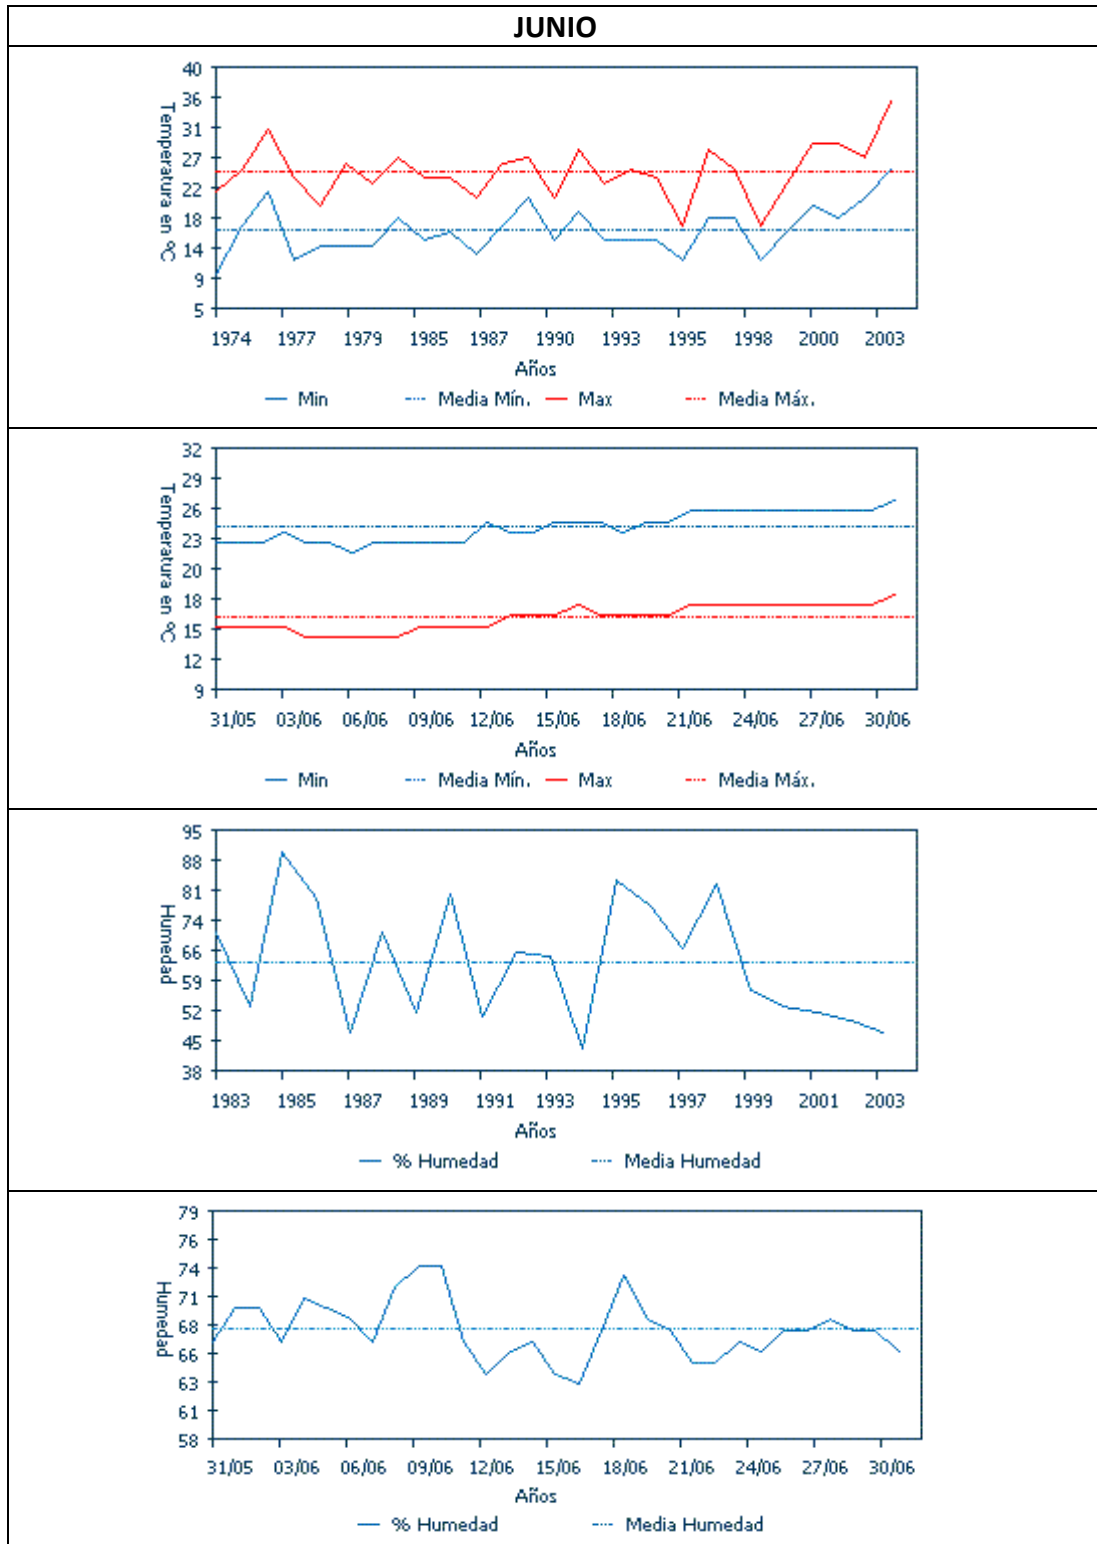 JUNIO
Temperatura en ºC
40
36
31
27
22
18
14
9
5
1974 1977 1979 1985 1987 1990 1993 1995 1998 2000 2003
Años
Min Media Mín. Max Media Máx.
Temperatura en ºC
32
29
26
23
20
18
15
12
9
31/05 03/06 06/06 09/06 12/06 15/06 18/06 21/06 24/06 27/06 30/06
Años
Min Media Mín. Max Media Máx.
Humedad
95
88
81
74
66
59
52
45
38
1983 1985 1987 1989 1991 1993 1995 1997 1999 2001 2003
Años
% Humedad Media Humedad
Humedad
79
76
74
71
68
66
63
61
58
31/05 03/06 06/06 09/06 12/06 15/06 18/06 21/06 24/06 27/06 30/06
Años
% Humedad Media Humedad